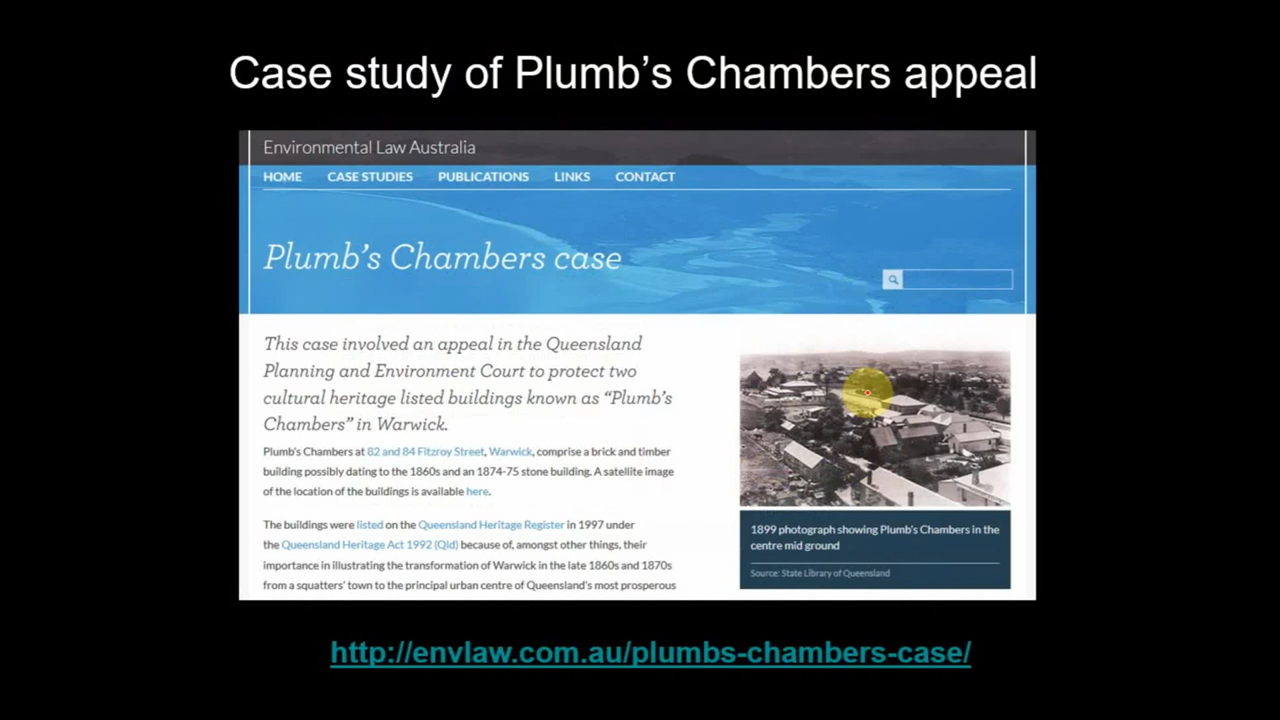 Case study of Plumb's Chambers appeal
Environmental Law Australia
HOME CASE STUDIES PUBLICATIONS LINKS CONTACT
Plumb's Chambers case
This case involved an appeal in the Queensland
Planning and Environment Court to protect two
cultural heritage listed buildings known as “Plumb's
Chambers” in Warwick.
Plumb's Chambers at 82 and 84 Fitzroy Street, Warwick, comprise a brick and timber
building possibly dating to the 1860s and an 1874-75 stone building. A satellite image
of the location of the buildings is available here.
The buildings were listed on the Queensland Heritage Register in 1997 under
the Queensland Heritage Act 1992 (Qld) because of, amongst other things, their
importance in illustrating the transformation of Warwick in the late 1860s and 1870s
from a squatters' town to the principal urban centre of Queensland's most prosperous
1899 photograph showing Plumb's Chambers in the
centre mid ground
Source: State Library of Queensland
http://envlaw.com.au/plumbs-chambers-case/